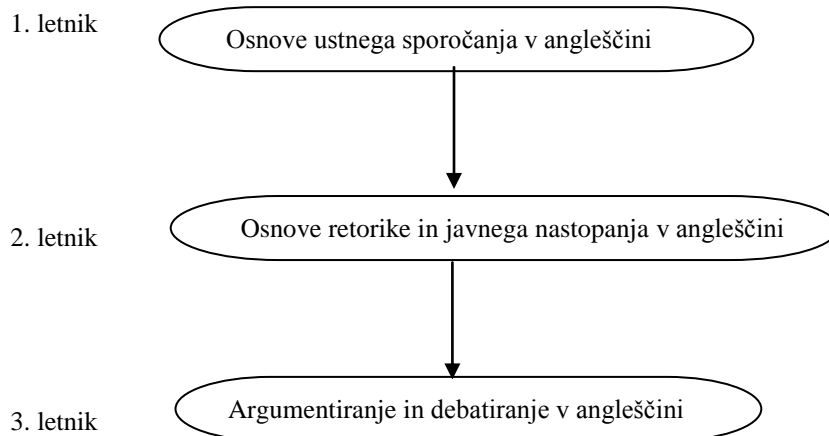 1. letnik
Osnove ustnega sporočanja v angleščini
2. letnik
Osnove retorike in javnega nastopanja v angleščini
3. letnik
Argumentiranje in debatiranje v angleščini